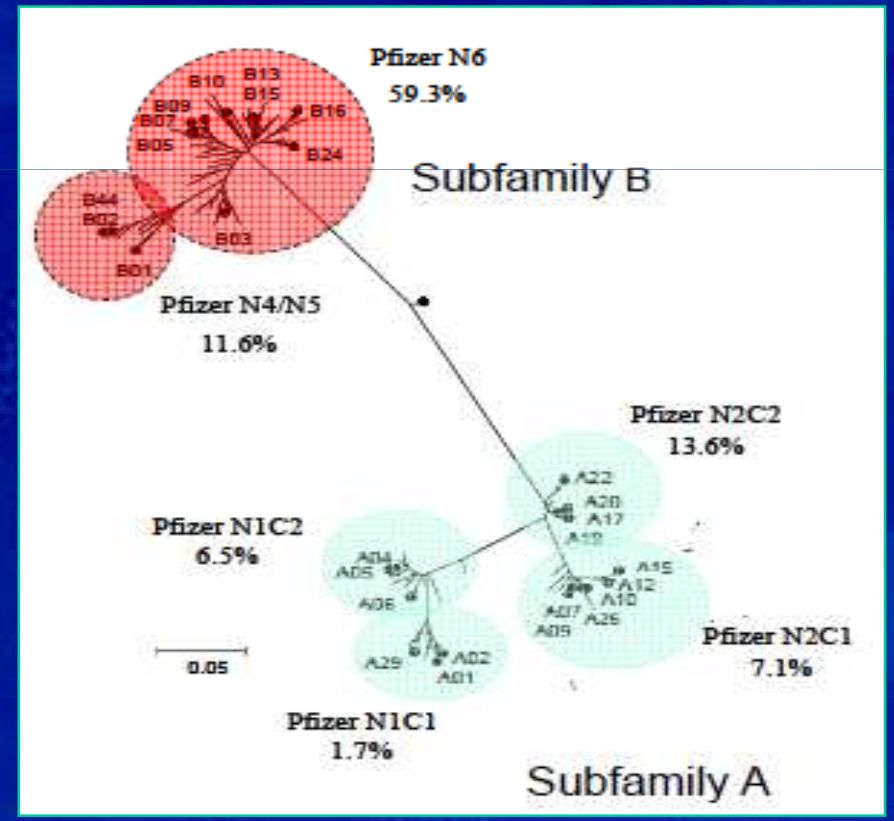 Pfizer N6
59.3%
B10
B13
B15
B09
B07
B16
B05
B24
Subfamily B
B44
B02
B03
B01
Pfizer N4/N5
11.6%
Pfizer N2C2
13.6%
A22
A20
A17
A19
Pfizer N1C2
6.5%
A04
A05
A06
A15
A12
A10
A07
A26
A09
Pfizer N2C1
7.1%
0.05
A29
A02
A01
Pfizer N1C1
1.7%
Subfamily A